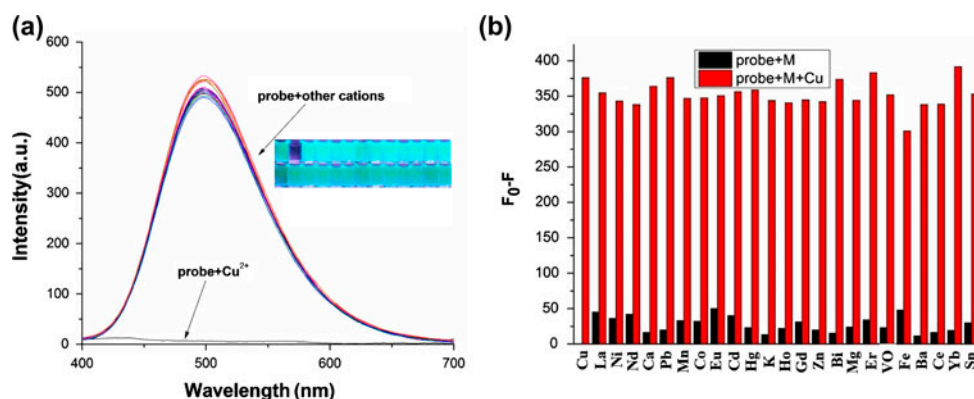 (a)
600
500
400
300
200
100
0
Intensity(a.u.)
probe+other cations
probe+Cu²⁺
400
500
600
700
Wavelength (nm)
(b)
400
350
300
250
200
150
100
50
0
F₀-F
probe+M
probe+M+Cu
Cu
La
Ni
Nd
Ca
Pb
Mn
Co
Eu
Cd
Hg
K
Ho
Gd
Zn
Bi
Mg
Er
VO
Fe
Ba
Ce
Yb